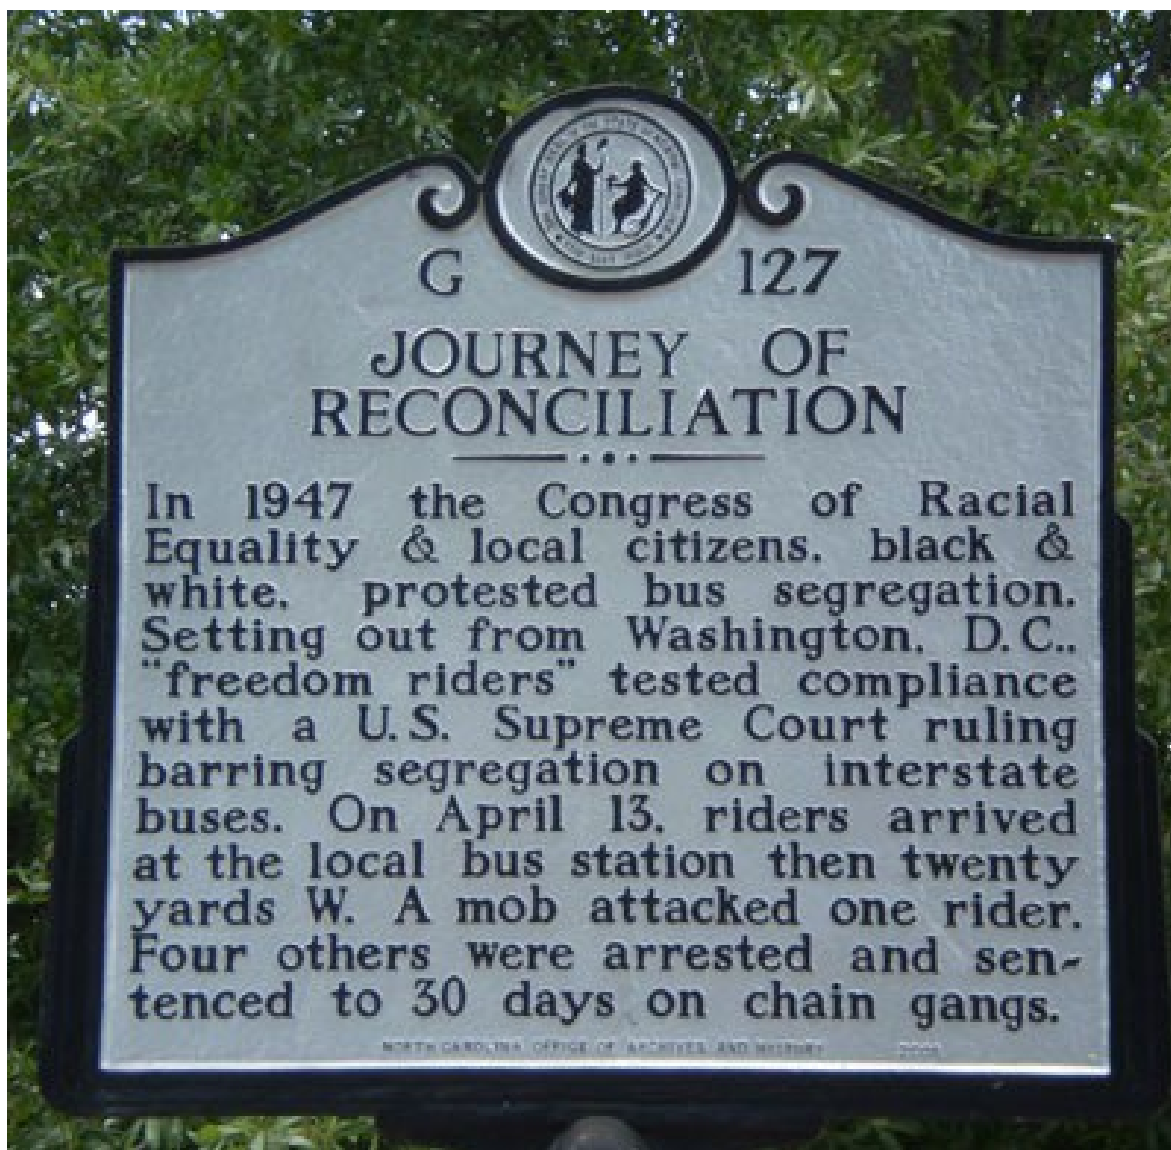 G 127
JOURNEY OF
RECONCILIATION
In 1947 the Congress of Racial
Equality & local citizens, black &
white, protested bus segregation.
Setting out from Washington, D.C.,
"freedom riders" tested compliance
with a U.S. Supreme Court ruling
barring segregation on interstate
buses. On April 13, riders arrived
at the local bus station then twenty
yards W. A mob attacked one rider.
Four others were arrested and sen-
tenced to 30 days on chain gangs.
NORTH CAROLINA OFFICE OF ARCHIVES AND HISTORY